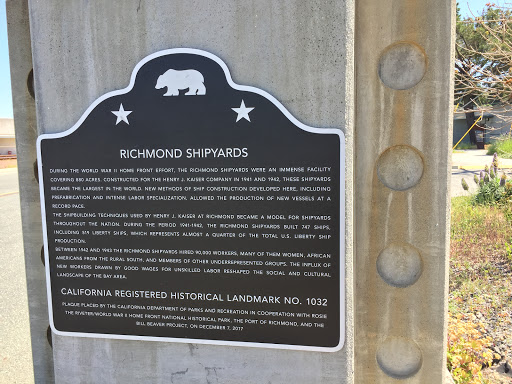 RICHMOND SHIPYARDS
DURING THE WORLD WAR II HOME FRONT EFFORT, THE RICHMOND SHIPYARDS WERE AN IMMENSE FACILITY
COVERING 880 ACRES. CONSTRUCTED FOR THE HENRY J. KAISER COMPANY IN 1941 AND 1942, THESE SHIPYARDS
BECAME THE LARGEST IN THE WORLD. NEW METHODS OF SHIP CONSTRUCTION DEVELOPED HERE, INCLUDING
PREFABRICATION AND INTENSE LABOR SPECIALIZATION, ALLOWED THE PRODUCTION OF NEW VESSELS AT A
RECORD PACE.
THE SHIPBUILDING TECHNIQUES USED BY HENRY J. KAISER AT RICHMOND BECAME A MODEL FOR SHIPYARDS
THROUGHOUT THE NATION. DURING THE PERIOD 1941-1945, THE RICHMOND SHIPYARDS BUILT 747 SHIPS,
INCLUDING 519 LIBERTY SHIPS, WHICH REPRESENTS ALMOST A QUARTER OF THE TOTAL U.S. LIBERTY SHIP
PRODUCTION.
BETWEEN 1942 AND 1943 THE RICHMOND SHIPYARDS HIRED 90,000 WORKERS, MANY OF THEM WOMEN, AFRICAN
AMERICANS FROM THE RURAL SOUTH, AND MEMBERS OF OTHER UNDERREPRESENTED GROUPS. THE INFLUX OF
NEW WORKERS DRAWN BY GOOD WAGES FOR UNSKILLED LABOR RESHAPED THE SOCIAL AND CULTURAL
LANDSCAPE OF THE BAY AREA.
CALIFORNIA REGISTERED HISTORICAL LANDMARK NO. 1032
PLAQUE PLACED BY THE CALIFORNIA DEPARTMENT OF PARKS AND RECREATION IN COOPERATION WITH ROSIE
THE RIVETER/WORLD WAR II HOME FRONT NATIONAL HISTORICAL PARK, THE PORT OF RICHMOND, AND THE
BILL BEAVER PROJECT, ON DECEMBER 7, 2017